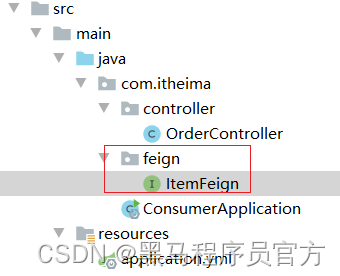 src
main
java
com.itheima
controller
C OrderController
feign
I ItemFeign
C ConsumerApplication
resources
application.yml
CSDN @黑马程序员官方